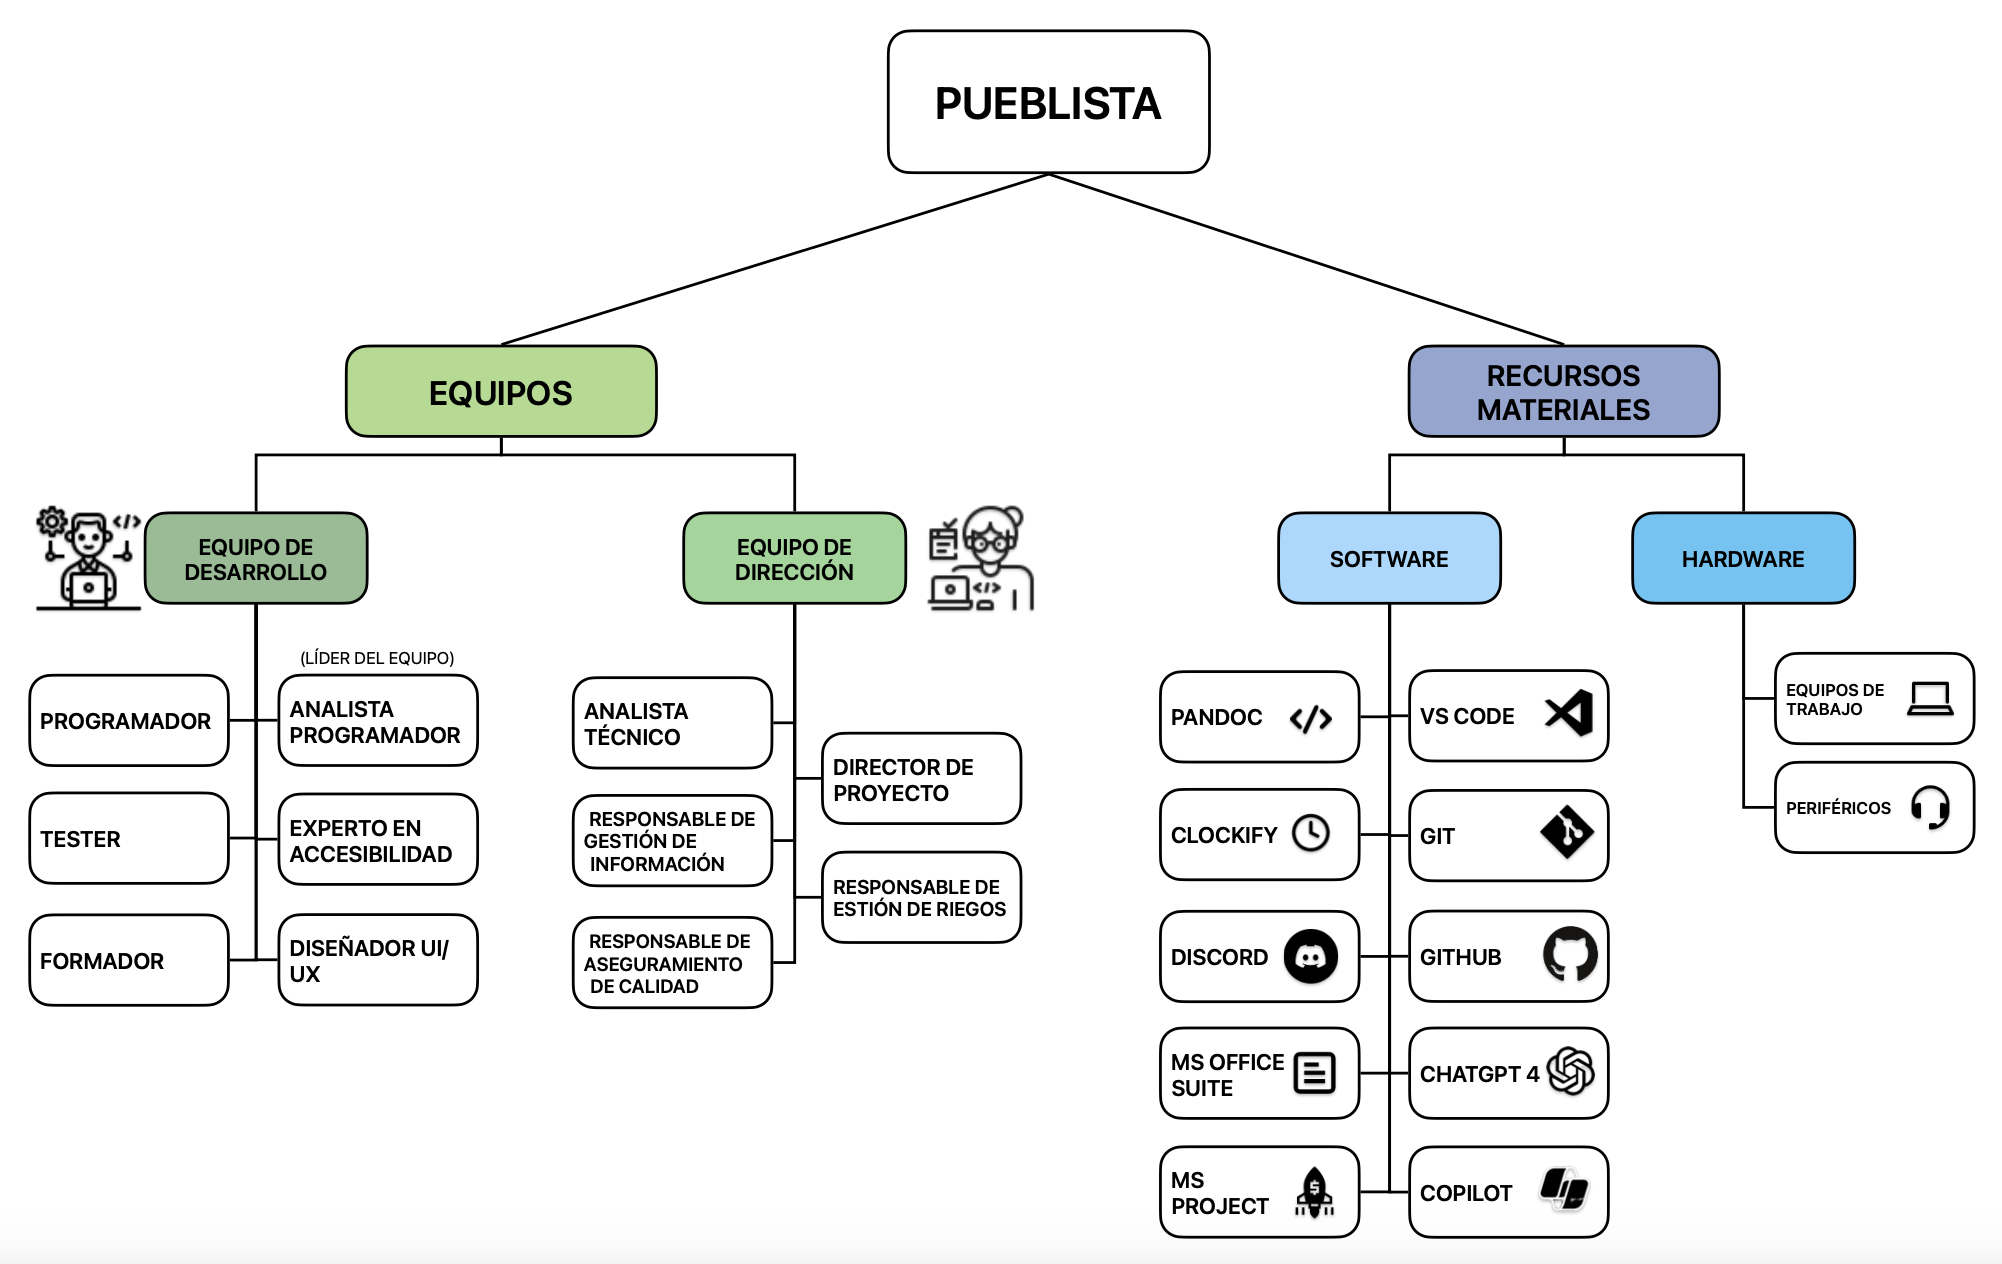 PUEBLISTA
EQUIPOS
RECURSOS
MATERIALES
EQUIPO DE
DESARROLLO
EQUIPO DE
DIRECCIÓN
SOFTWARE
HARDWARE
PROGRAMADOR
(LÍDER DEL EQUIPO)
ANALISTA
PROGRAMADOR
TESTER
EXPERTO EN
ACCESIBILIDAD
FORMADOR
DISEÑADOR UI/
UX
ANALISTA
TÉCNICO
DIRECTOR DE
PROYECTO
RESPONSABLE DE
GESTIÓN DE
INFORMACIÓN
RESPONSABLE DE
ESTIÓN DE RIEGOS
RESPONSABLE DE
ASEGURAMIENTO
DE CALIDAD
PANDOC
VS CODE
CLOCKIFY
GIT
DISCORD
GITHUB
MS OFFICE
SUITE
CHATGPT 4
MS
PROJECT
COPILOT
EQUIPOS DE
TRABAJO
PERIFÉRICOS